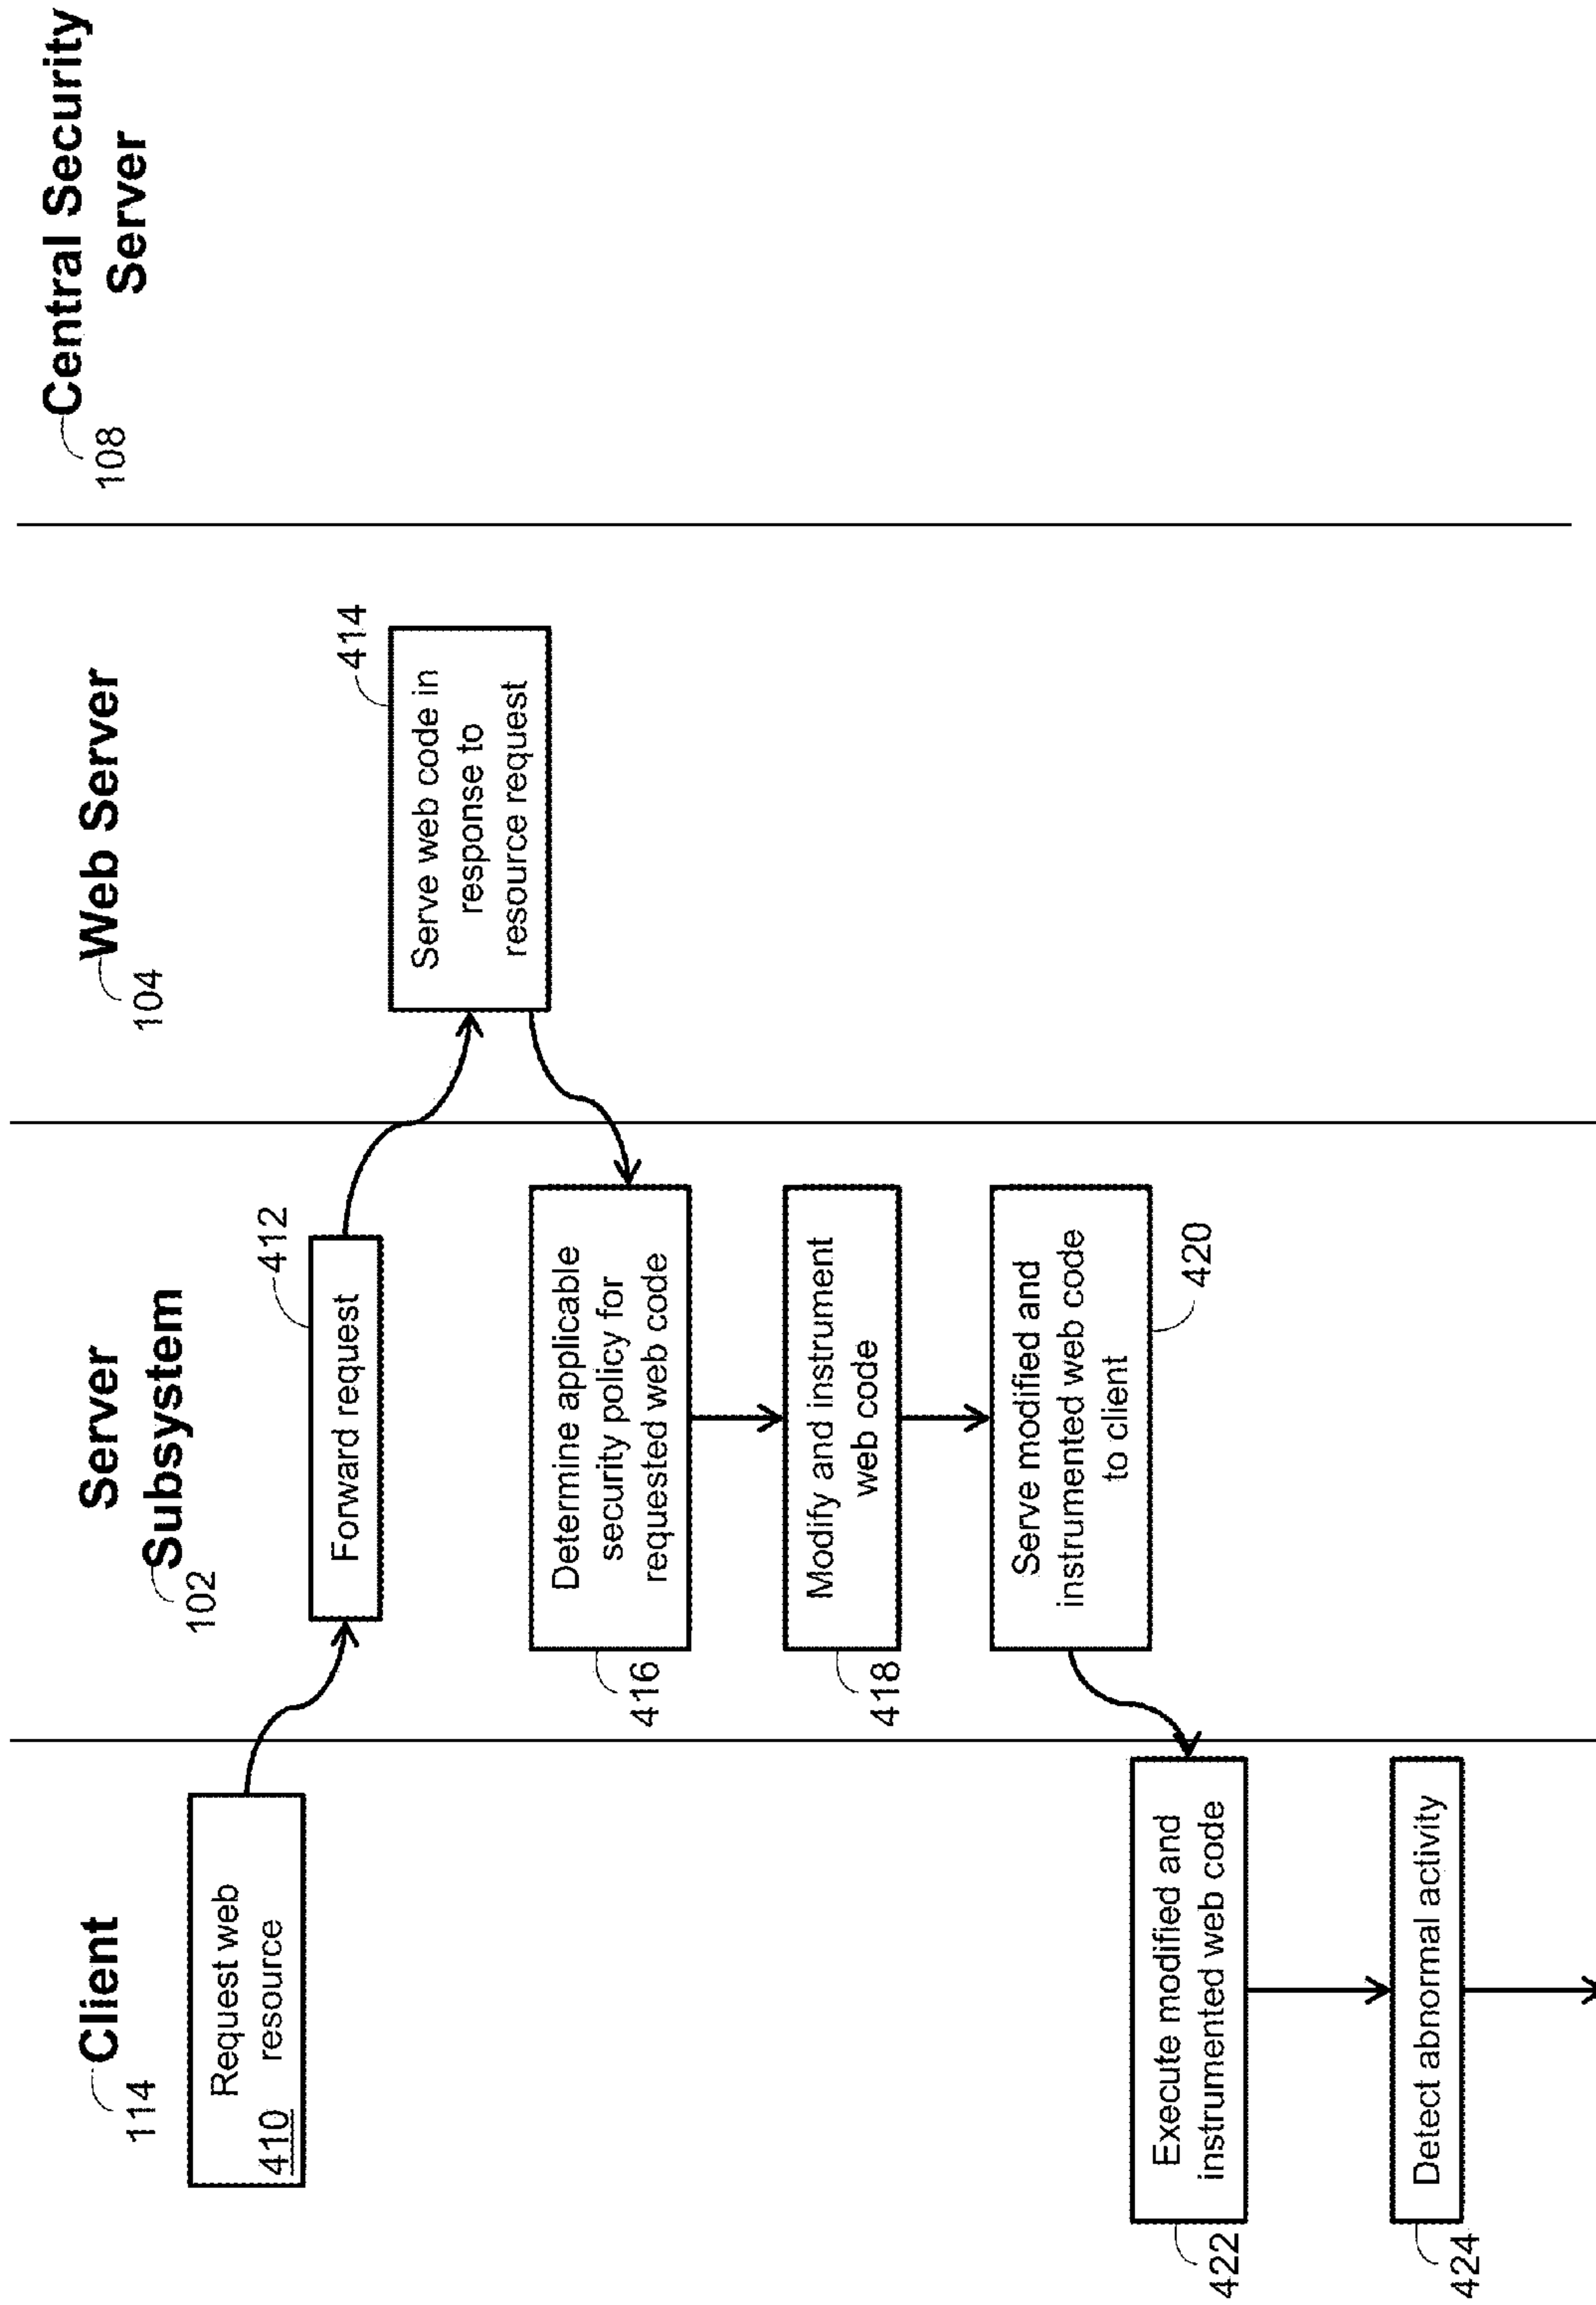 Client
114
Server
Subsystem
102
Web Server
104
Central Security
Server
108
Request web
resource
410
Forward request
412
Serve web code in
response to
resource request
414
Determine applicable
security policy for
requested web code
416
Modify and instrument
web code
418
Serve modified and
instrumented web code
to client
420
Execute modified and
instrumented web code
422
Detect abnormal activity
424